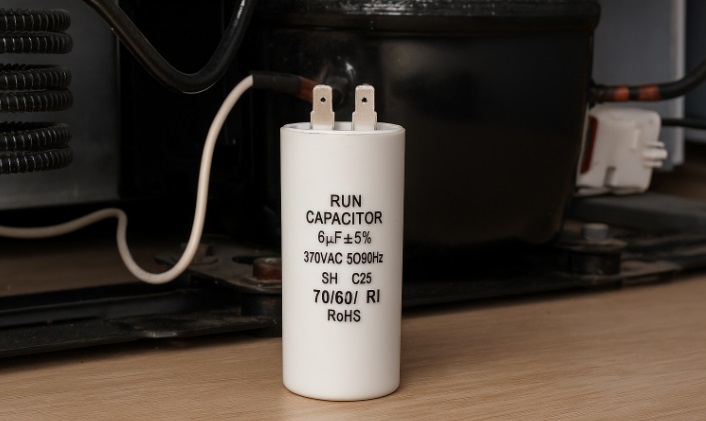 RUN
CAPACITOR
6µF±5%
370VAC 5090Hz
SH C25
70/60/ RI
RoHS